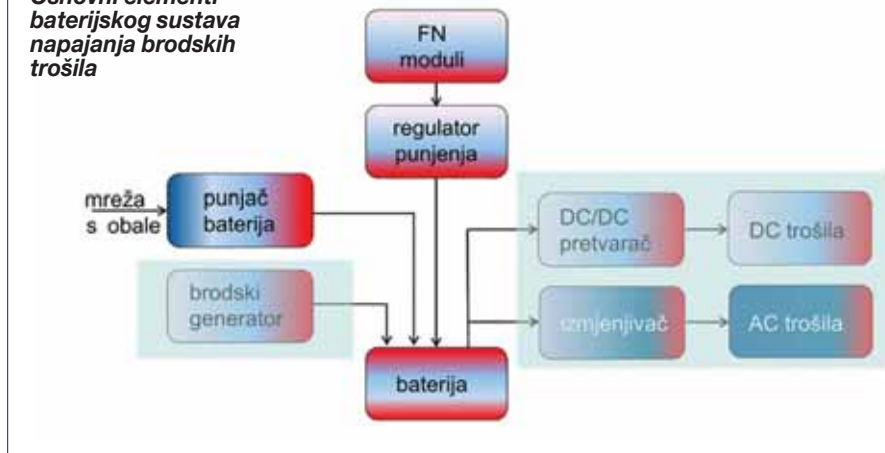 baterijskog sustava
napajanja brodskih
trošila
FN
moduli
regulator
punjenja
mreža
s obale
punjač
baterija
brodski
generator
baterija
DC/DC
pretvarač
DC trošila
izmjenjivač
AC trošila